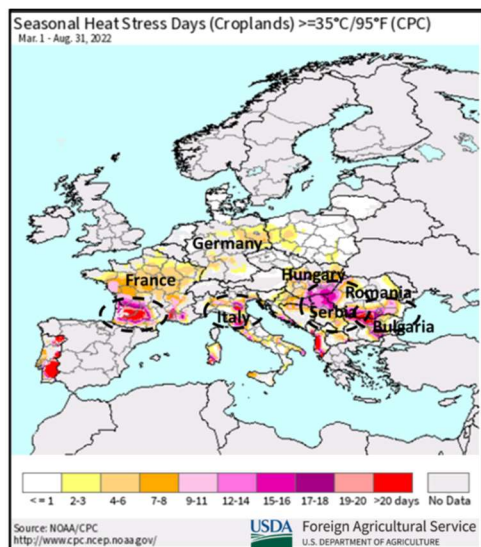 Seasonal Heat Stress Days (Croplands) >=35°C/95°F (CPC)
Mar. 1 - Aug. 31, 2022
Germany
France
Hungary
Romania
Italy
Serbia
Bulgaria
<= 1 2-3 4-6 7-8 9-11 12-14 15-16 17-18 19-20 >20 days No Data
Source: NOAA/CPC
http://www.cpc.ncep.noaa.gov/
USDA Foreign Agricultural Service
U.S. DEPARTMENT OF AGRICULTURE